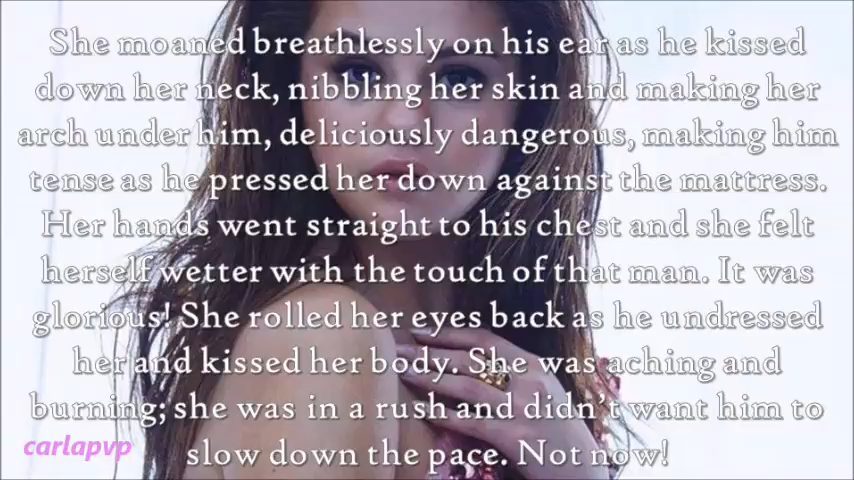 She moaned breathlessly on his ear as he kissed
down her neck, nibbling her skin and making her
arch under him, deliciously dangerous, making him
tense as he pressed her down against the mattress.
Her hands went straight to his chest and she felt
herself wetter with the touch of that man. It was
glorious! She rolled her eyes back as he undressed
her and kissed her body. She was aching and
burning; she was in a rush and didn't want him to
slow down the pace. Not now!
carlapvp